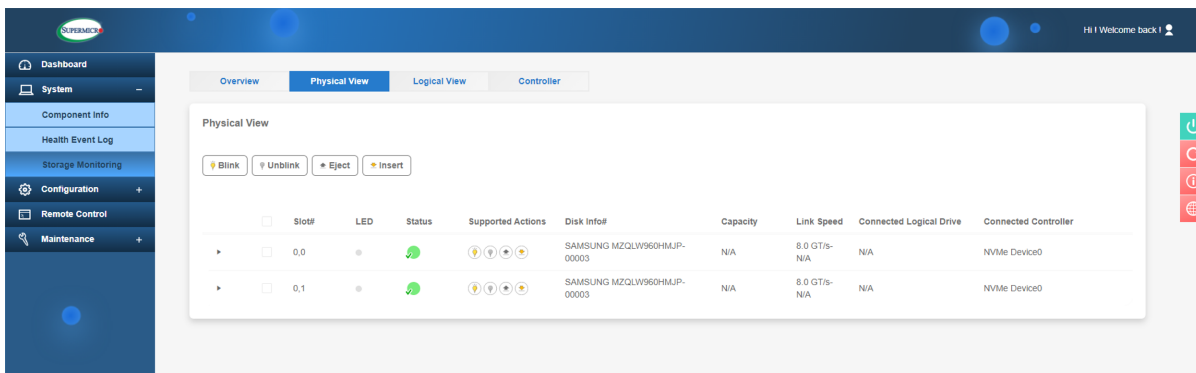 SUPERMICRO
Hi ! Welcome back !
Dashboard
System –
Component Info
Health Event Log
Storage Monitoring
Configuration +
Remote Control
Maintenance +
Overview Physical View Logical View Controller
Physical View
Blink Unblink Eject Insert
Slot# LED Status Supported Actions Disk Info# Capacity Link Speed Connected Logical Drive Connected Controller
0,0 SAMSUNG MZQLW960HMJP-00003 N/A 8.0 GT/s-N/A N/A NVMe Device0
0,1 SAMSUNG MZQLW960HMJP-00003 N/A 8.0 GT/s-N/A N/A NVMe Device0